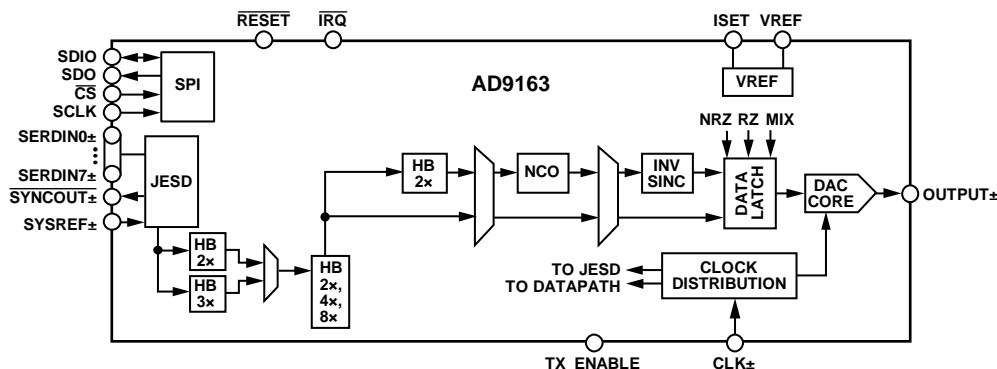 RESET IRQ ISET VREF
SDIO
SDO
CS
SCLK
SPI
AD9163
VREF
SERDIN0±
SERDIN7±
SYNCOUT±
SYSREF±
JESD
NRZ RZ MIX
HB
2×
NCO
INV
SINC
DATA
LATCH
DAC
CORE
OUTPUT±
HB
2×
HB
3×
HB
2×,
4×,
8×
TO JESD
TO DATAPATH
CLOCK
DISTRIBUTION
TX_ENABLE
CLK±